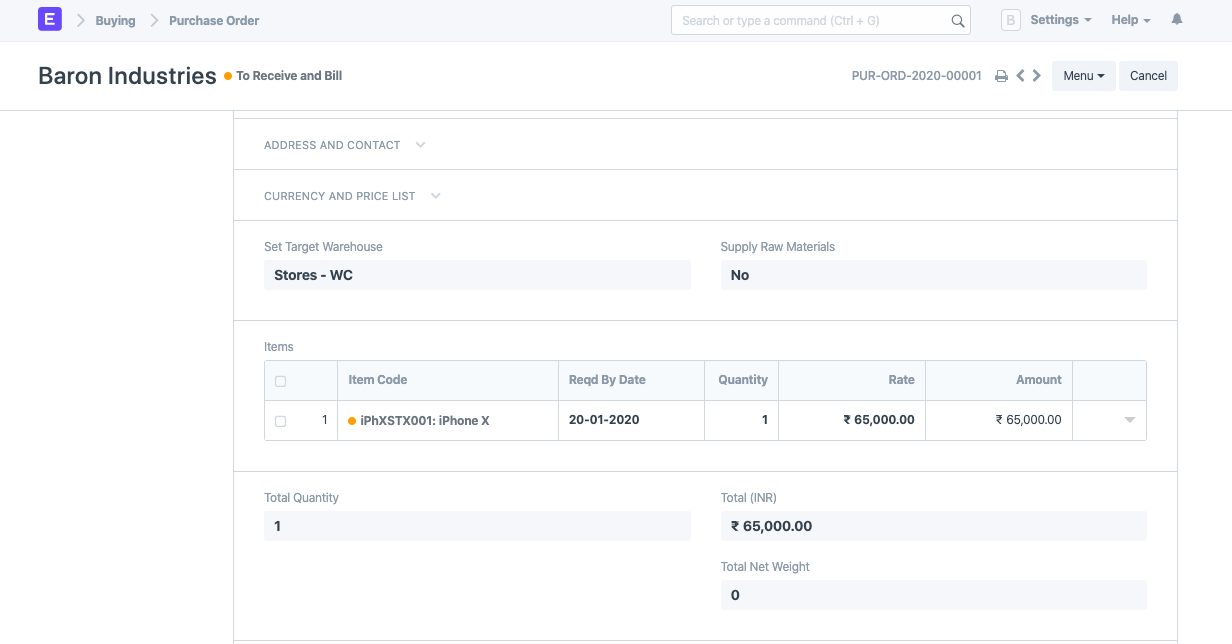 E Buying Purchase Order Search or type a command (Ctrl + G) B Settings Help
Baron Industries To Receive and Bill PUR-ORD-2020-00001 Menu Cancel
ADDRESS AND CONTACT
CURRENCY AND PRICE LIST
Set Target Warehouse Supply Raw Materials
Stores - WC No
Items
Item Code Reqd By Date Quantity Rate Amount
1 iPhXSTX001: iPhone X 20-01-2020 1 ₹ 65,000.00 ₹ 65,000.00
Total Quantity Total (INR)
1 ₹ 65,000.00
Total Net Weight
0